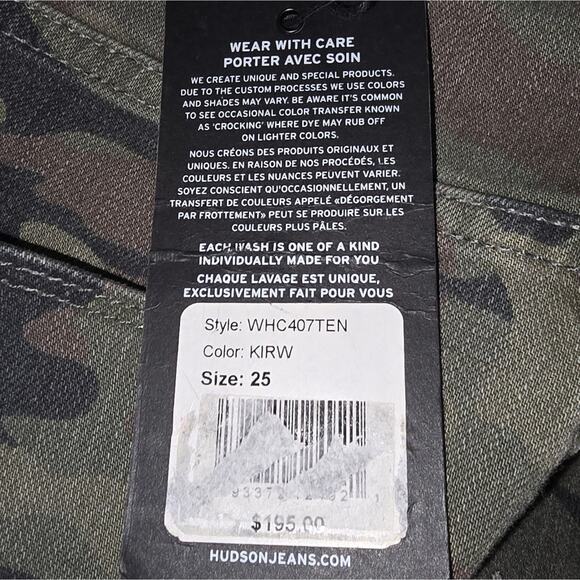 WEAR WITH CARE
PORTER AVEC SOIN
WE CREATE UNIQUE AND SPECIAL PRODUCTS.
DUE TO THE CUSTOM PROCESSES WE USE COLORS
AND SHADES MAY VARY. BE AWARE IT'S COMMON
TO SEE OCCASIONAL COLOR TRANSFER KNOWN
AS 'CROCKING' WHERE DYE MAY RUB OFF
ON LIGHTER COLORS.
NOUS CRÉONS DES PRODUITS ORIGINAUX ET
UNIQUES. EN RAISON DE NOS PROCÉDÉS, LES
COULEURS ET LES NUANCES PEUVENT VARIER.
SOYEZ CONSCIENT QU'OCCASIONNELLEMENT, UN
TRANSFERT DE COULEURS APPELÉ «DÉGORGEMENT
PAR FROTTEMENT» PEUT SE PRODUIRE SUR LES
COULEURS PLUS PÂLES.
EACH WASH IS ONE OF A KIND
INDIVIDUALLY MADE FOR YOU
CHAQUE LAVAGE EST UNIQUE,
EXCLUSIVEMENT FAIT POUR VOUS
Style: WHC407TEN
Color: KIRW
Size: 25
$195.00
HUDSONJEANS.COM